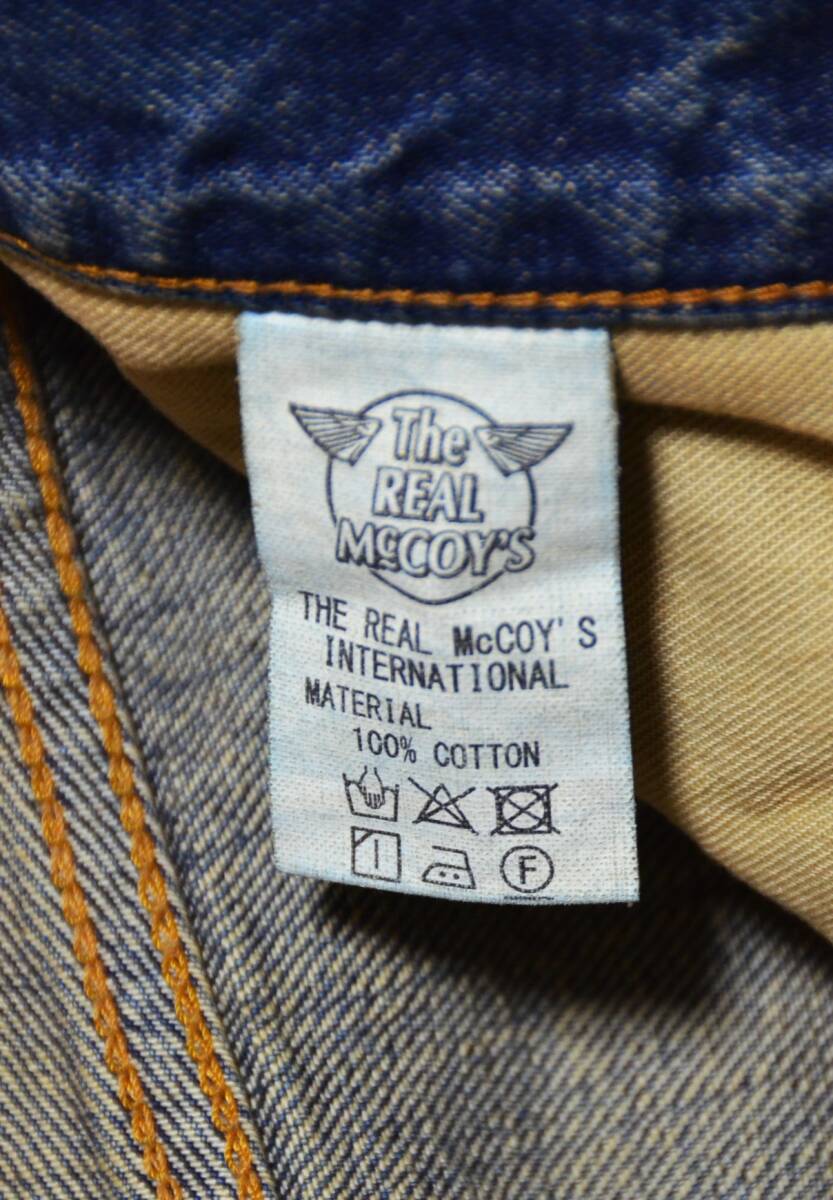 The
REAL
McCOY'S
THE REAL McCOY'S
INTERNATIONAL
MATERIAL
100% COTTON
F